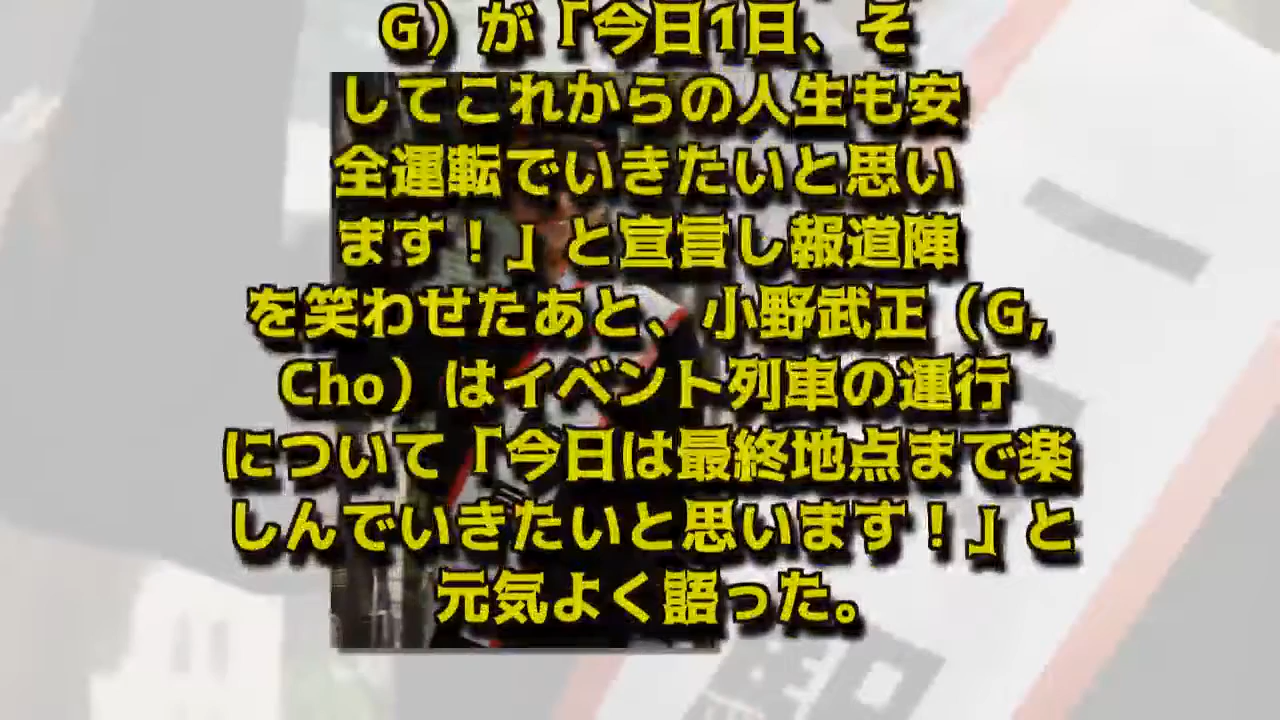 G）が「今日1日、そ
してこれからの人生も安
全運転でいきたいと思い
ます！」と宣言し報道陣
を笑わせたあと、小野武正（G,
Cho）はイベント列車の運行
について「今日は最終地点まで楽
しんでいきたいと思います！」と
元気よく語った。